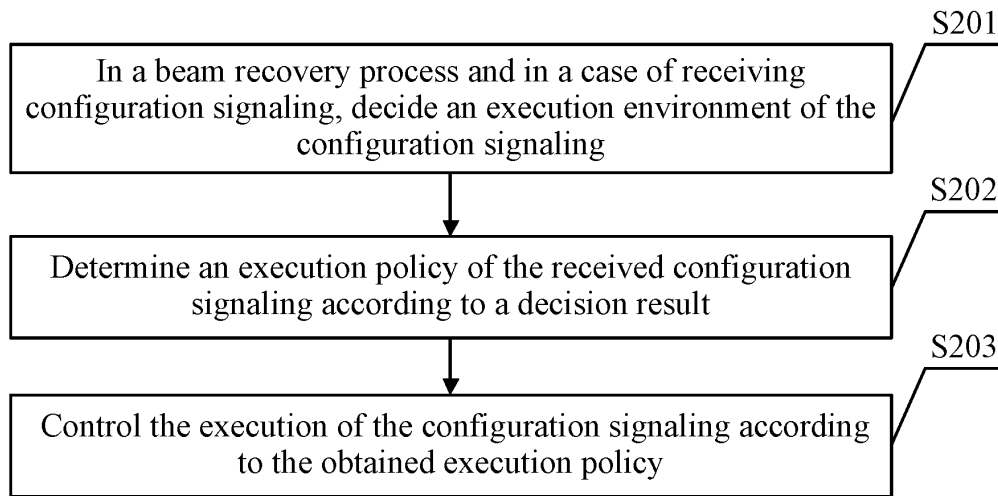 S201
In a beam recovery process and in a case of receiving
configuration signaling, decide an execution environment of the
configuration signaling
S202
Determine an execution policy of the received configuration
signaling according to a decision result
S203
Control the execution of the configuration signaling according
to the obtained execution policy